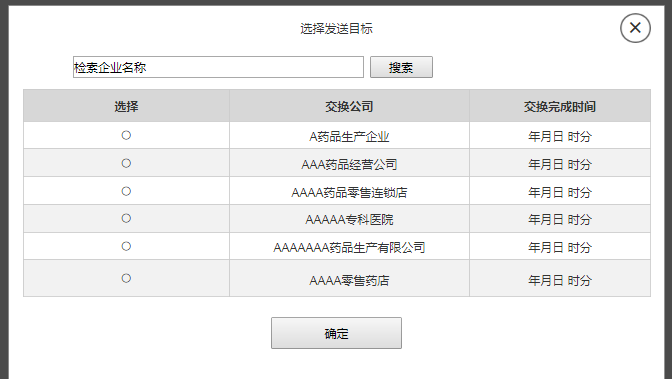 选择发送目标
检索企业名称 搜索
选择 交换公司 交换完成时间
A药品生产企业 年月日 时分
AAA药品经营公司 年月日 时分
AAAA药品零售连锁店 年月日 时分
AAAAA专科医院 年月日 时分
AAAAAAA药品生产有限公司 年月日 时分
AAAA零售药店 年月日 时分
确定